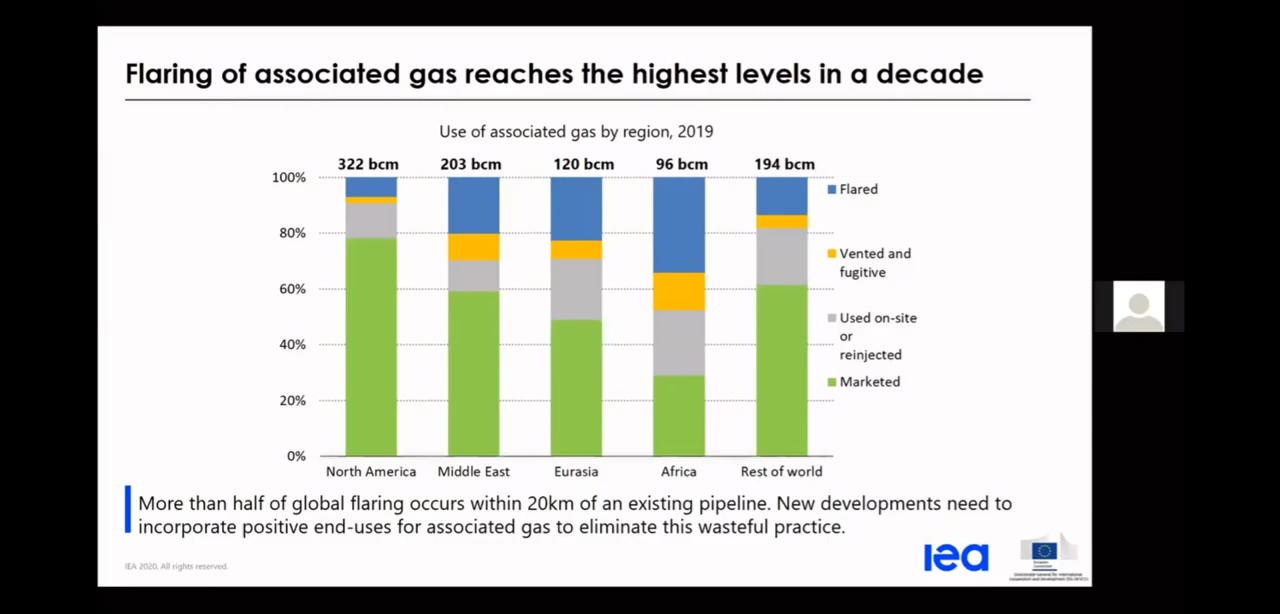 Flaring of associated gas reaches the highest levels in a decade
Use of associated gas by region, 2019
322 bcm 203 bcm 120 bcm 96 bcm 194 bcm
100%
80%
60%
40%
20%
0%
Flared
Vented and
fugitive
Used on-site
or
reinjected
Marketed
North America Middle East Eurasia Africa Rest of world
More than half of global flaring occurs within 20km of an existing pipeline. New developments need to
incorporate positive end-uses for associated gas to eliminate this wasteful practice.
IEA 2020. All rights reserved.
iea
European
Commission